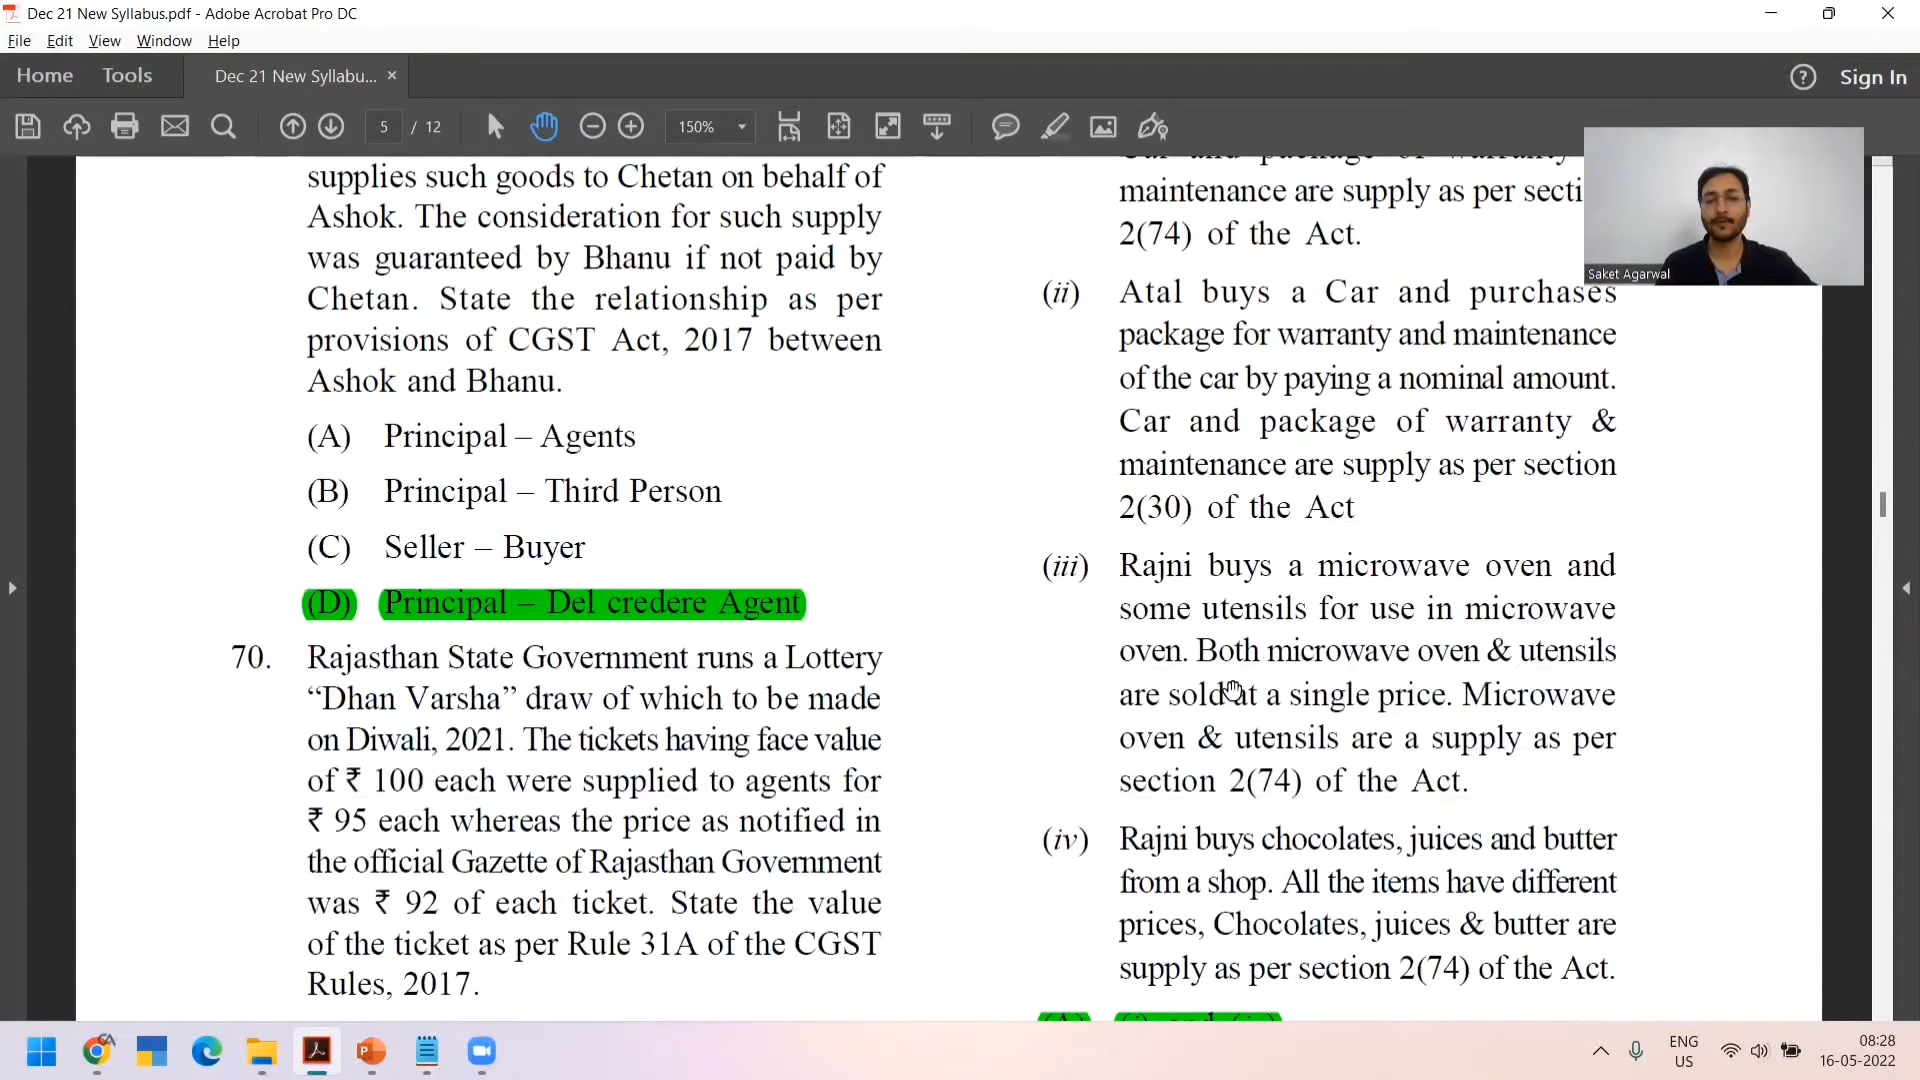 Dec 21 New Syllabus.pdf - Adobe Acrobat Pro DC
File Edit View Window Help
Home Tools Dec 21 New Syllabu... × Sign In
5 / 12 150%
supplies such goods to Chetan on behalf of
Ashok. The consideration for such supply
was guaranteed by Bhanu if not paid by
Chetan. State the relationship as per
provisions of CGST Act, 2017 between
Ashok and Bhanu.
(A) Principal – Agents
(B) Principal – Third Person
(C) Seller – Buyer
(D) Principal – Del credere Agent
70. Rajasthan State Government runs a Lottery
“Dhan Varsha” draw of which to be made
on Diwali, 2021. The tickets having face value
of ₹ 100 each were supplied to agents for
₹ 95 each whereas the price as notified in
the official Gazette of Rajasthan Government
was ₹ 92 of each ticket. State the value
of the ticket as per Rule 31A of the CGST
Rules, 2017.
Car and package of warranty
maintenance are supply as per secti
2(74) of the Act.
(ii) Atal buys a Car and purchases
package for warranty and maintenance
of the car by paying a nominal amount.
Car and package of warranty &
maintenance are supply as per section
2(30) of the Act
(iii) Rajni buys a microwave oven and
some utensils for use in microwave
oven. Both microwave oven & utensils
are sold at a single price. Microwave
oven & utensils are a supply as per
section 2(74) of the Act.
(iv) Rajni buys chocolates, juices and butter
from a shop. All the items have different
prices, Chocolates, juices & butter are
supply as per section 2(74) of the Act.
Saket Agarwal
ENG
US
08:28
16-05-2022